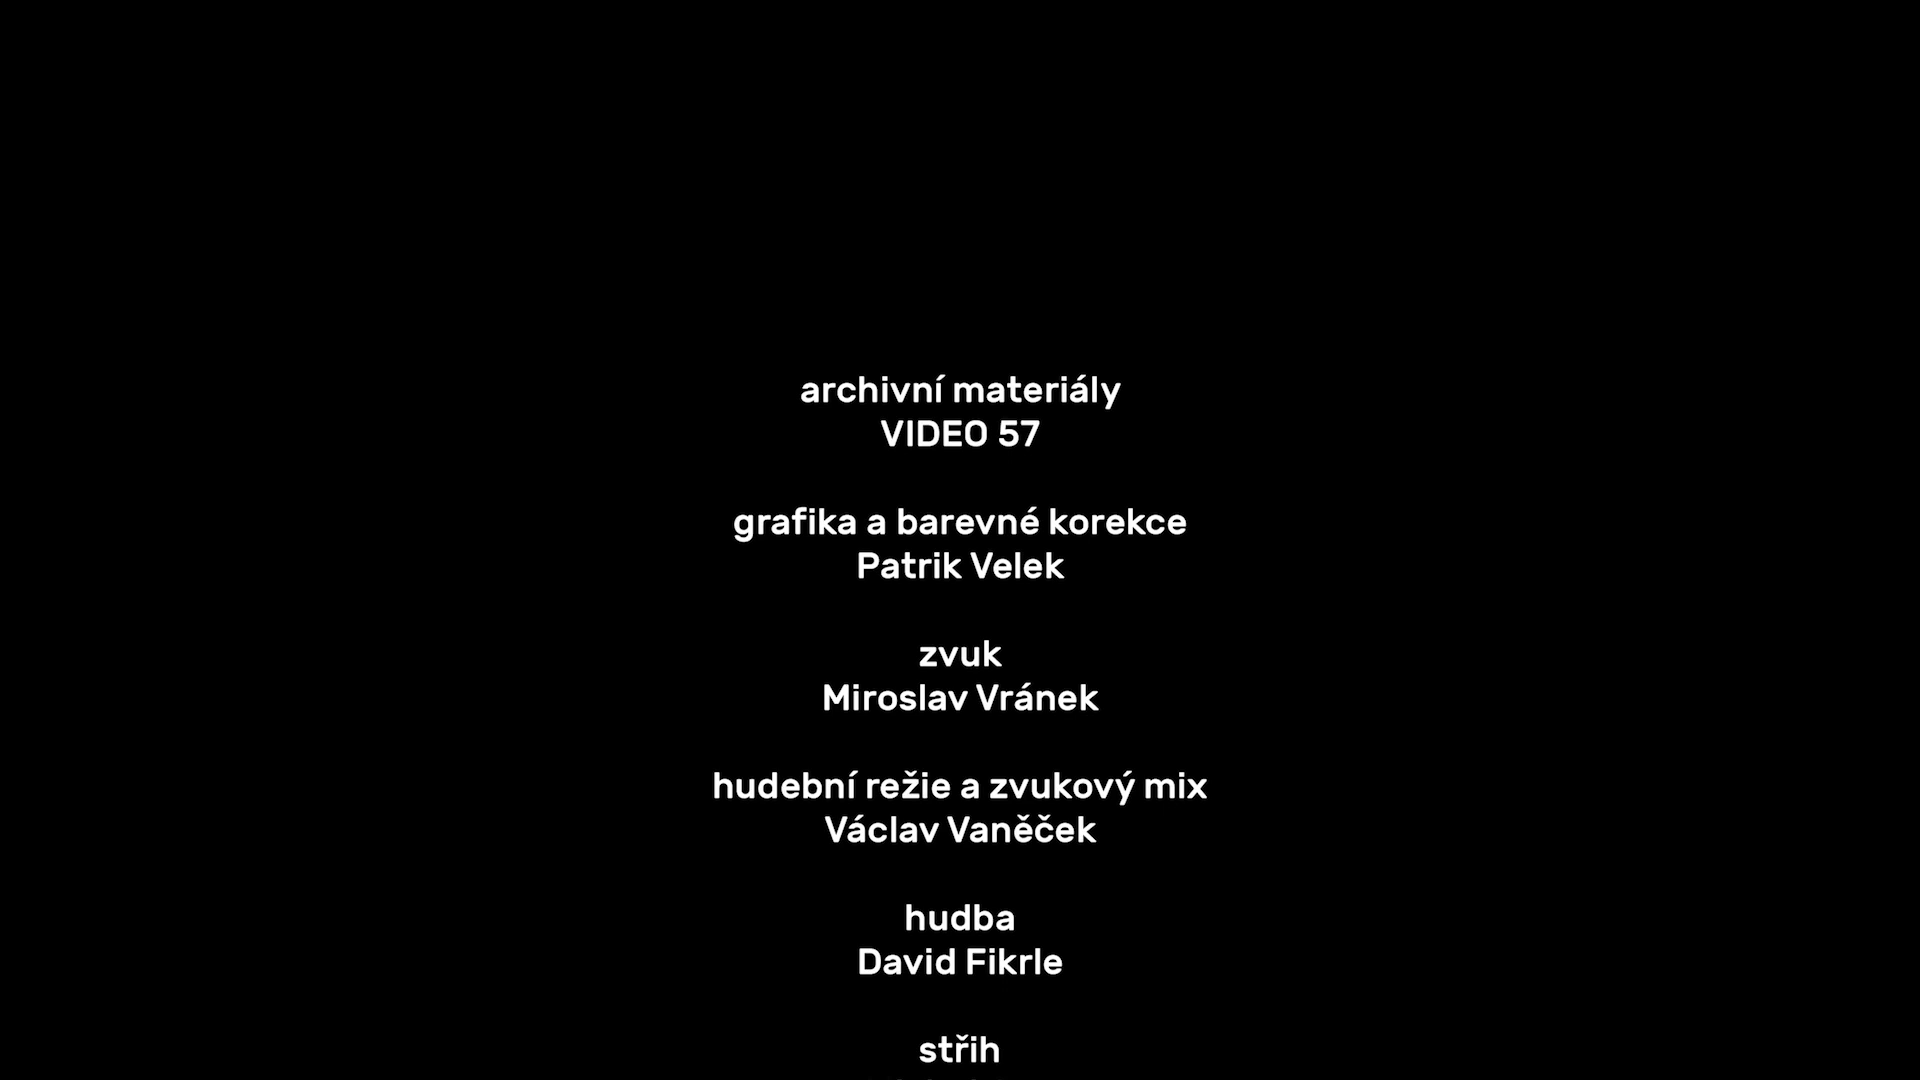 archivní materiály
VIDEO 57
grafika a barevné korekce
Patrik Velek
zvuk
Miroslav Vránek
hudební režie a zvukový mix
Václav Vaněček
hudba
David Fikrle
střih